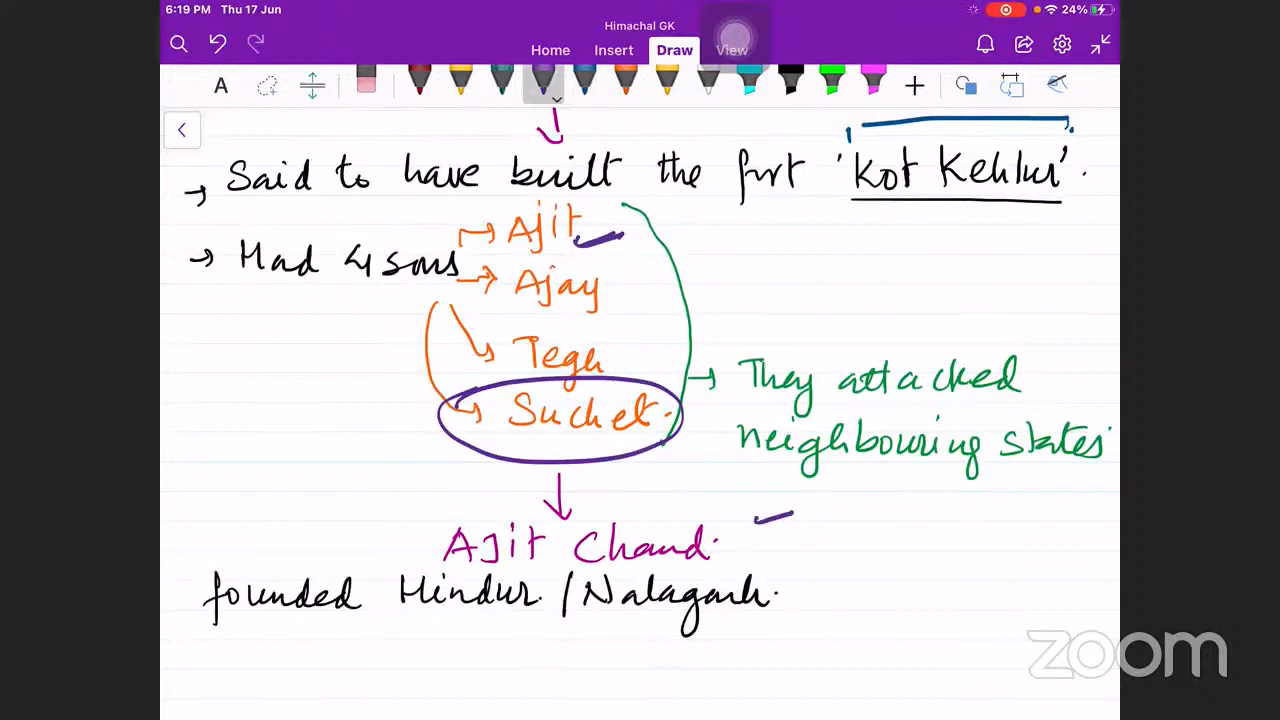 6:19 PM Thu 17 Jun
24%
Himachal GK
Home Insert Draw View
A
→ Said to have built the first 'Kot Kehlur'.
→ Had 4 sons → Ajit
→ Ajay
→ Tegh
→ Suchet.
→ They attacked
neighbouring states
Ajit Chand.
founded Hindur / Nalagarh.
zoom